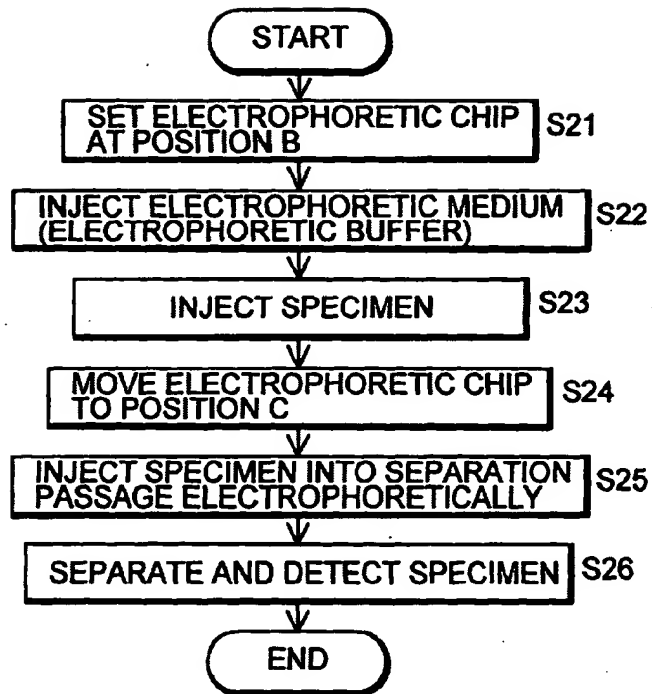 START
SET ELECTROPHORETIC CHIP
AT POSITION B
S21
INJECT ELECTROPHORETIC MEDIUM
(ELECTROPHORETIC BUFFER)
S22
INJECT SPECIMEN
S23
MOVE ELECTROPHORETIC CHIP
TO POSITION C
S24
INJECT SPECIMEN INTO SEPARATION
PASSAGE ELECTROPHORETICALLY
S25
SEPARATE AND DETECT SPECIMEN
S26
END